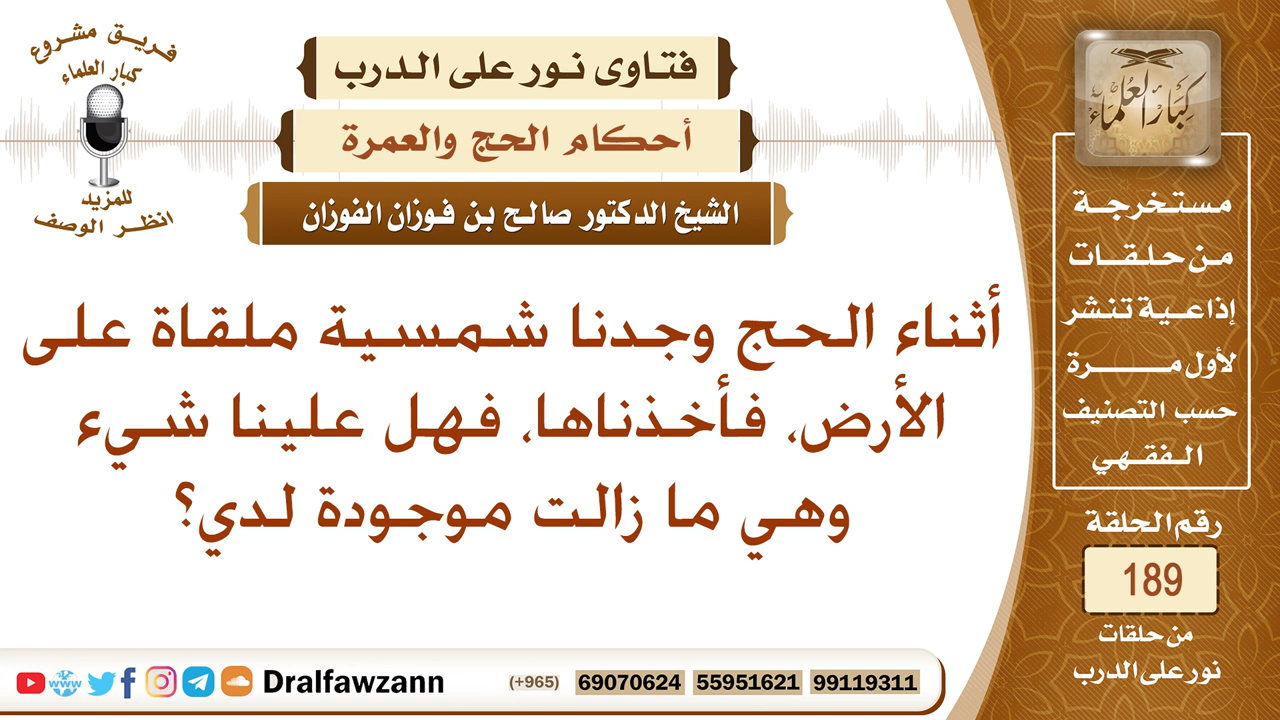 فريق مشروع
كبار العلماء
للمزيد
انظر الوصف
فتاوى نور على الدرب
أحكام الحج والعمرة
الشيخ الدكتور صالح بن فوزان الفوزان
أثناء الحج وجدنا شمسية ملقاة على
الأرض، فأخذناها، فهل علينا شيء
وهي ما زالت موجودة لدي؟
كبار العلماء
مستخرجة
من حلقات
إذاعية تنشر
لأول مرة
حسب التصنيف
الفقهي
رقم الحلقة
189
من حلقات
نور على الدرب
www Dralfawzann (+965) 69070624 55951621 99119311